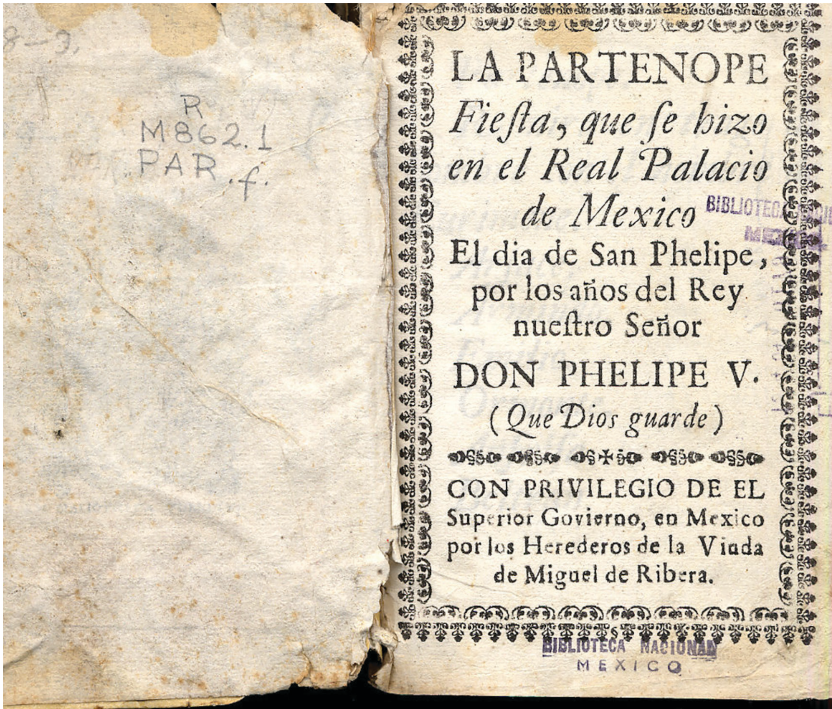 8-3.
R
M862.1
PAR.f.
LA PARTENOPE
Fieſta, que ſe hizo
en el Real Palacio
de Mexico
El dia de San Phelipe,
por los años del Rey
nueſtro Señor
DON PHELIPE V.
(Que Dios guarde)
CON PRIVILEGIO DE EL
Superior Govierno, en Mexico
por los Herederos de la Viuda
de Miguel de Ribera.
BIBLIOTECA
BIBLIOTECA NACIONAL
MEXICO